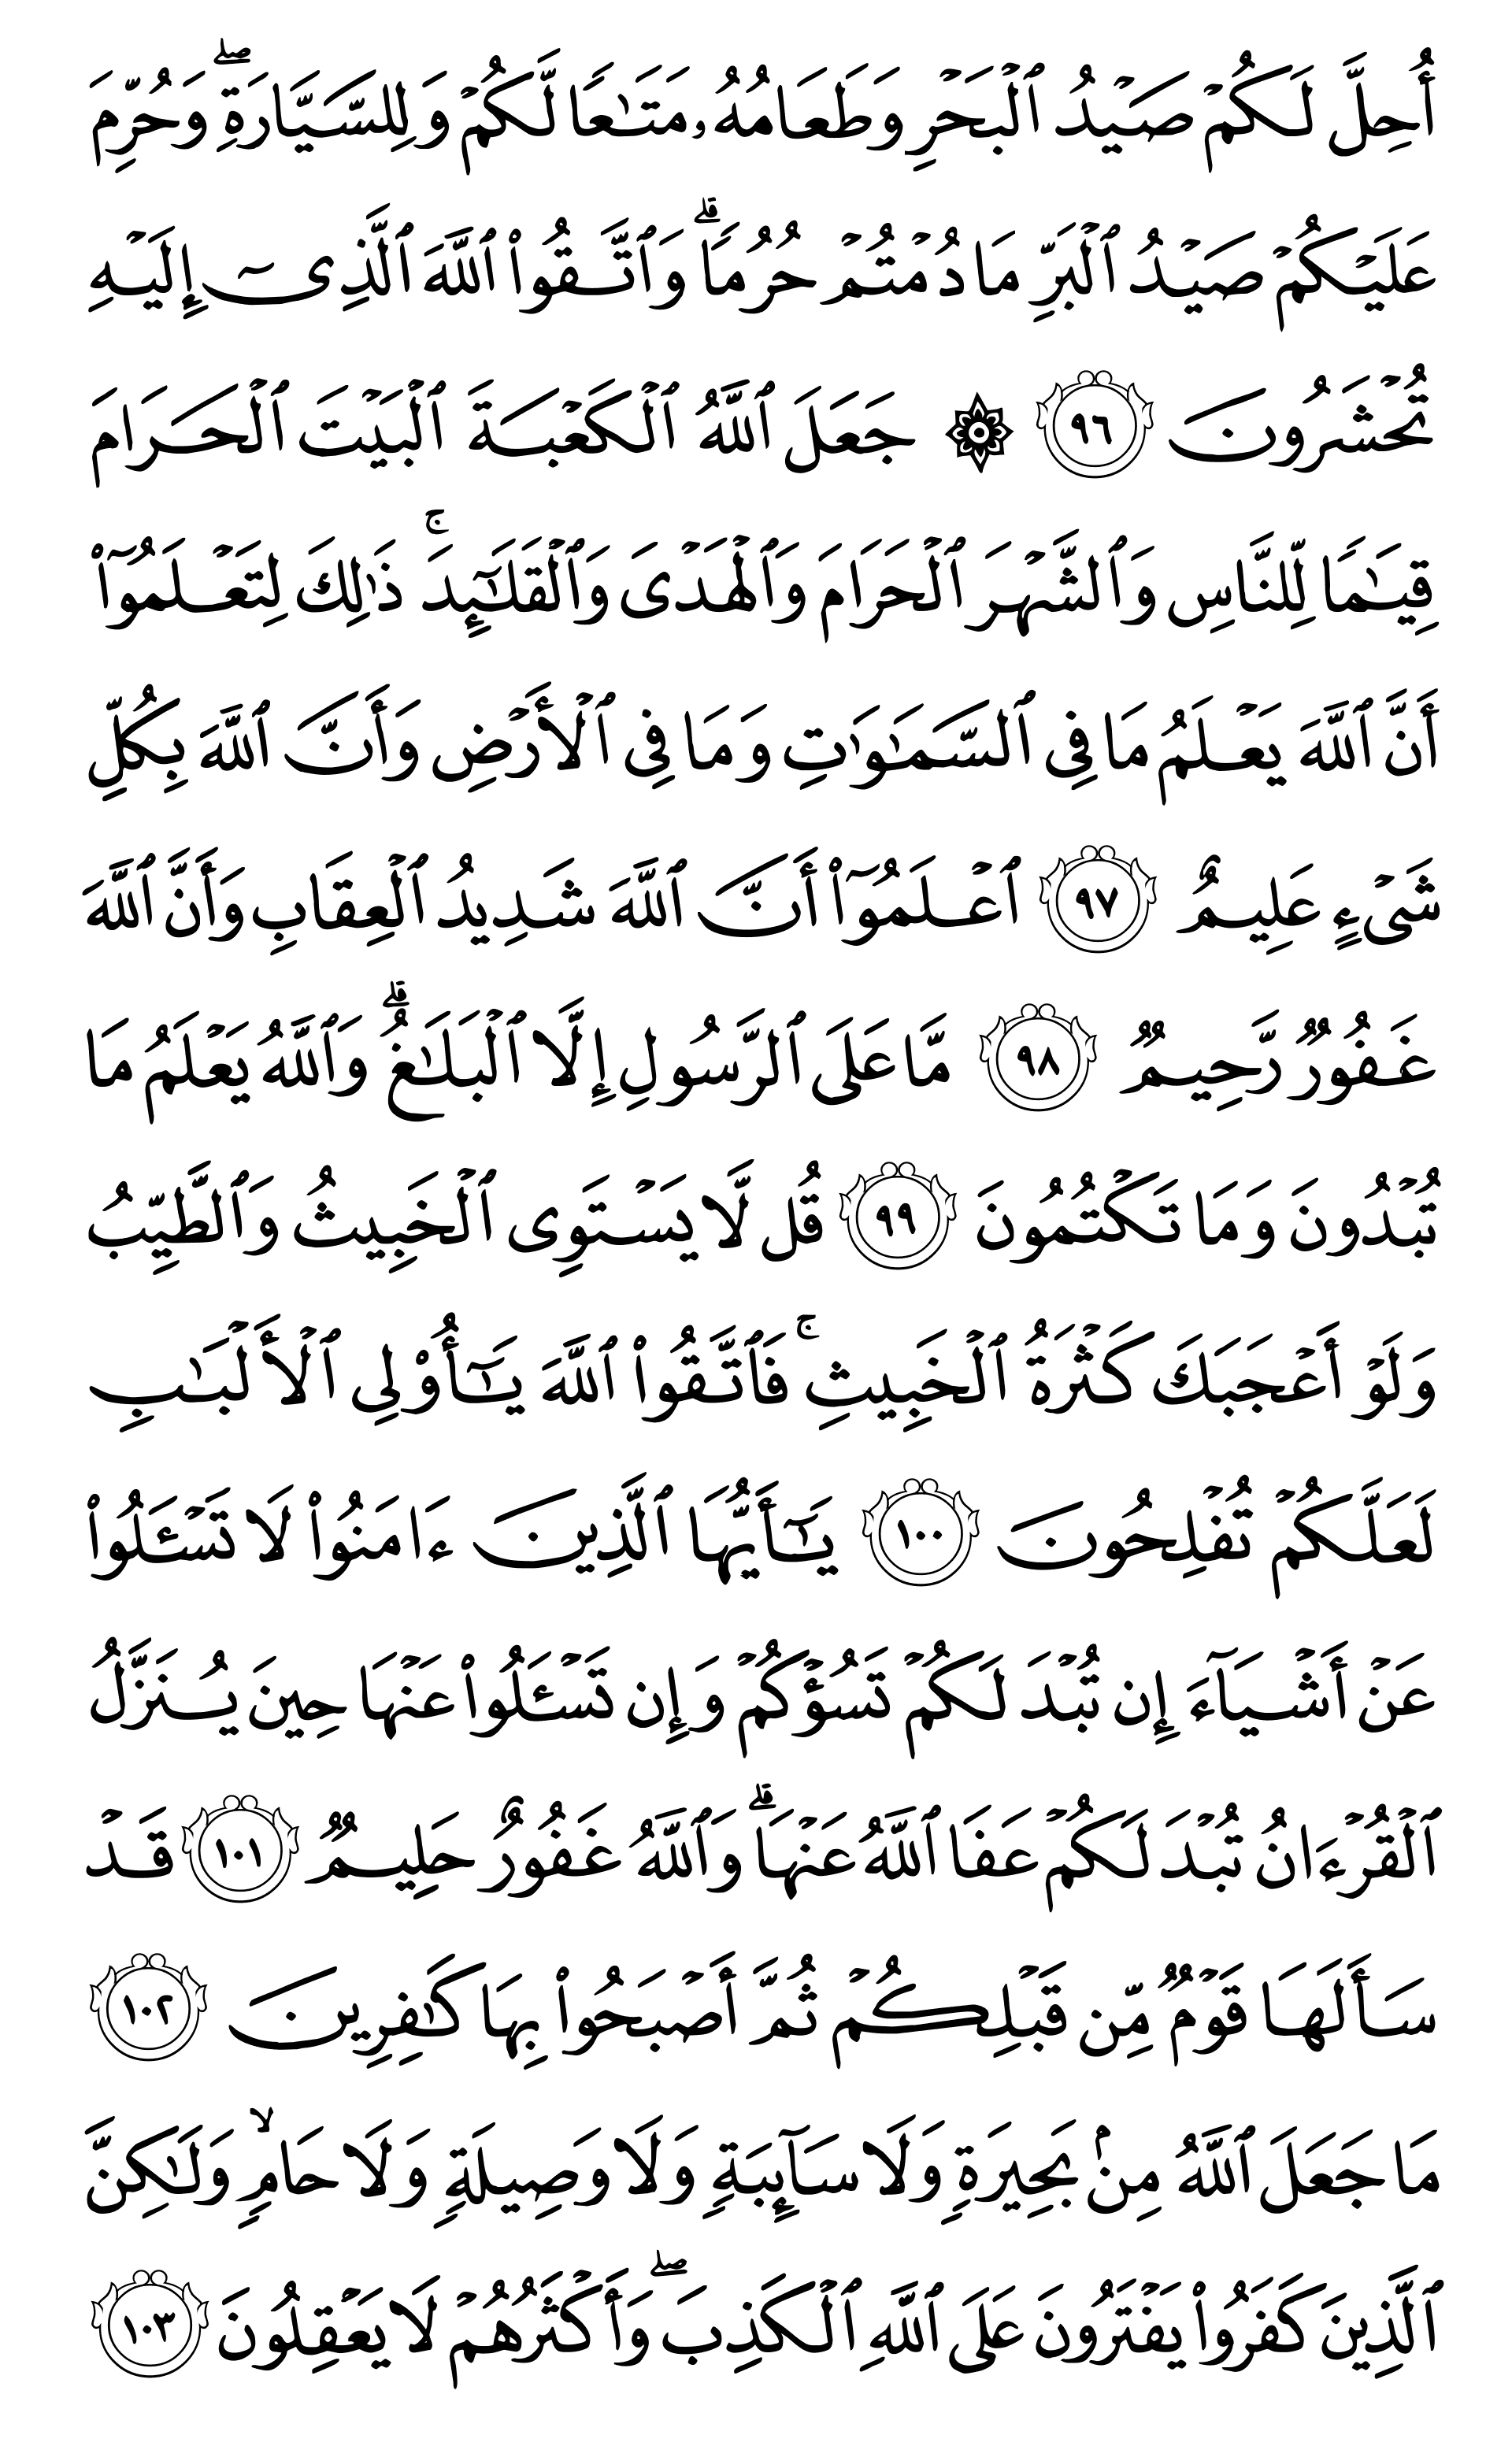 أُحِلَّ لَكُمْ صَيْدُ ٱلْبَحْرِ وَطَعَامُهُۥ مَتَـٰعًا لَّكُمْ وَلِلسَّيَّارَةِ ۖ وَحُرِّمَ
عَلَيْكُمْ صَيْدُ ٱلْبَرِّ مَا دُمْتُمْ حُرُمًا ۗ وَٱتَّقُوا۟ ٱللَّهَ ٱلَّذِىٓ إِلَيْهِ
تُحْشَرُونَ ٩٦ ۞ جَعَلَ ٱللَّهُ ٱلْكَعْبَةَ ٱلْبَيْتَ ٱلْحَرَامَ
قِيَـٰمًا لِّلنَّاسِ وَٱلشَّهْرَ ٱلْحَرَامَ وَٱلْهَدْىَ وَٱلْقَلَـٰٓئِدَ ۚ ذَٰلِكَ لِتَعْلَمُوٓا۟
أَنَّ ٱللَّهَ يَعْلَمُ مَا فِى ٱلسَّمَـٰوَٰتِ وَمَا فِى ٱلْأَرْضِ وَأَنَّ ٱللَّهَ بِكُلِّ
شَىْءٍ عَلِيمٌ ٩٧ ٱعْلَمُوٓا۟ أَنَّ ٱللَّهَ شَدِيدُ ٱلْعِقَابِ وَأَنَّ ٱللَّهَ
غَفُورٌ رَّحِيمٌ ٩٨ مَّا عَلَى ٱلرَّسُولِ إِلَّا ٱلْبَلَـٰغُ ۗ وَٱللَّهُ يَعْلَمُ مَا
تُبْدُونَ وَمَا تَكْتُمُونَ ٩٩ قُل لَّا يَسْتَوِى ٱلْخَبِيثُ وَٱلطَّيِّبُ
وَلَوْ أَعْجَبَكَ كَثْرَةُ ٱلْخَبِيثِ ۚ فَٱتَّقُوا۟ ٱللَّهَ يَـٰٓأُو۟لِى ٱلْأَلْبَـٰبِ
لَعَلَّكُمْ تُفْلِحُونَ ١٠٠ يَـٰٓأَيُّهَا ٱلَّذِينَ ءَامَنُوا۟ لَا تَسْـَٔلُوا۟
عَنْ أَشْيَآءَ إِن تُبْدَ لَكُمْ تَسُؤْكُمْ وَإِن تَسْـَٔلُوا۟ عَنْهَا حِينَ يُنَزَّلُ
ٱلْقُرْءَانُ تُبْدَ لَكُمْ عَفَا ٱللَّهُ عَنْهَا ۗ وَٱللَّهُ غَفُورٌ حَلِيمٌ ١٠١ قَدْ
سَأَلَهَا قَوْمٌ مِّن قَبْلِكُمْ ثُمَّ أَصْبَحُوا۟ بِهَا كَـٰفِرِينَ ١٠٢
مَا جَعَلَ ٱللَّهُ مِنۢ بَحِيرَةٍ وَلَا سَآئِبَةٍ وَلَا وَصِيلَةٍ وَلَا حَامٍ ۙ وَلَـٰكِنَّ
ٱلَّذِينَ كَفَرُوا۟ يَفْتَرُونَ عَلَى ٱللَّهِ ٱلْكَذِبَ ۖ وَأَكْثَرُهُمْ لَا يَعْقِلُونَ ١٠٣